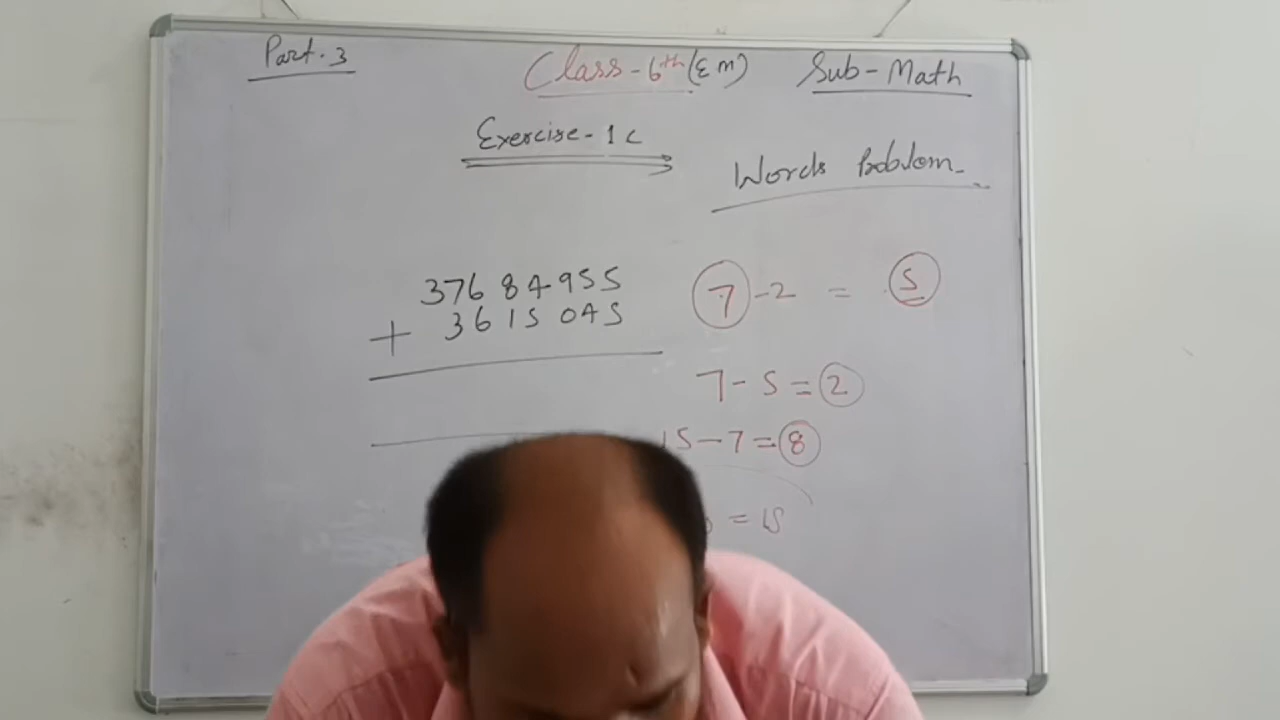 Part. 3
Class - 6th (E m)
Sub - Math
Exercise - 1 c
Words Problem -
37684955
+ 3615045
7 - 2 = 5
7 - 5 = 2
15 - 7 = 8
= 15